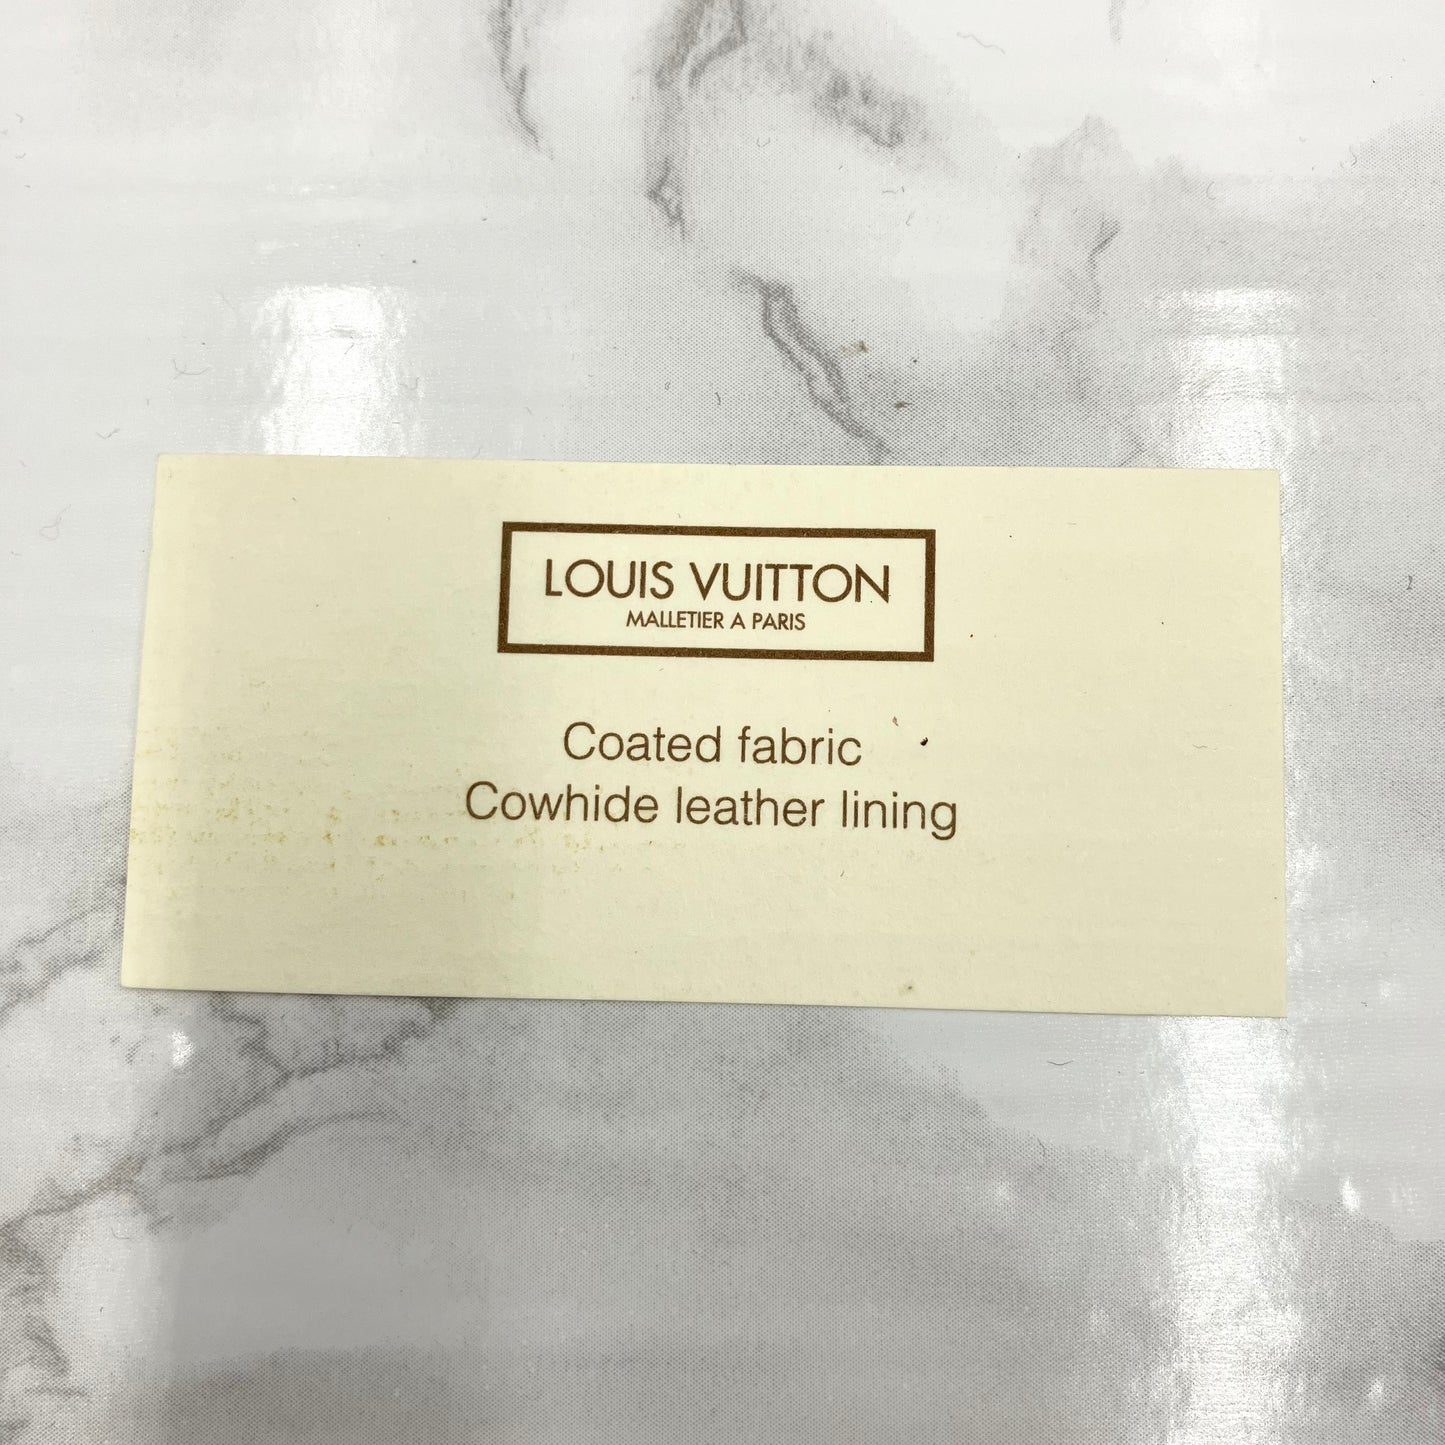 LOUIS VUITTON
MALLETIER A PARIS
Coated fabric
Cowhide leather lining